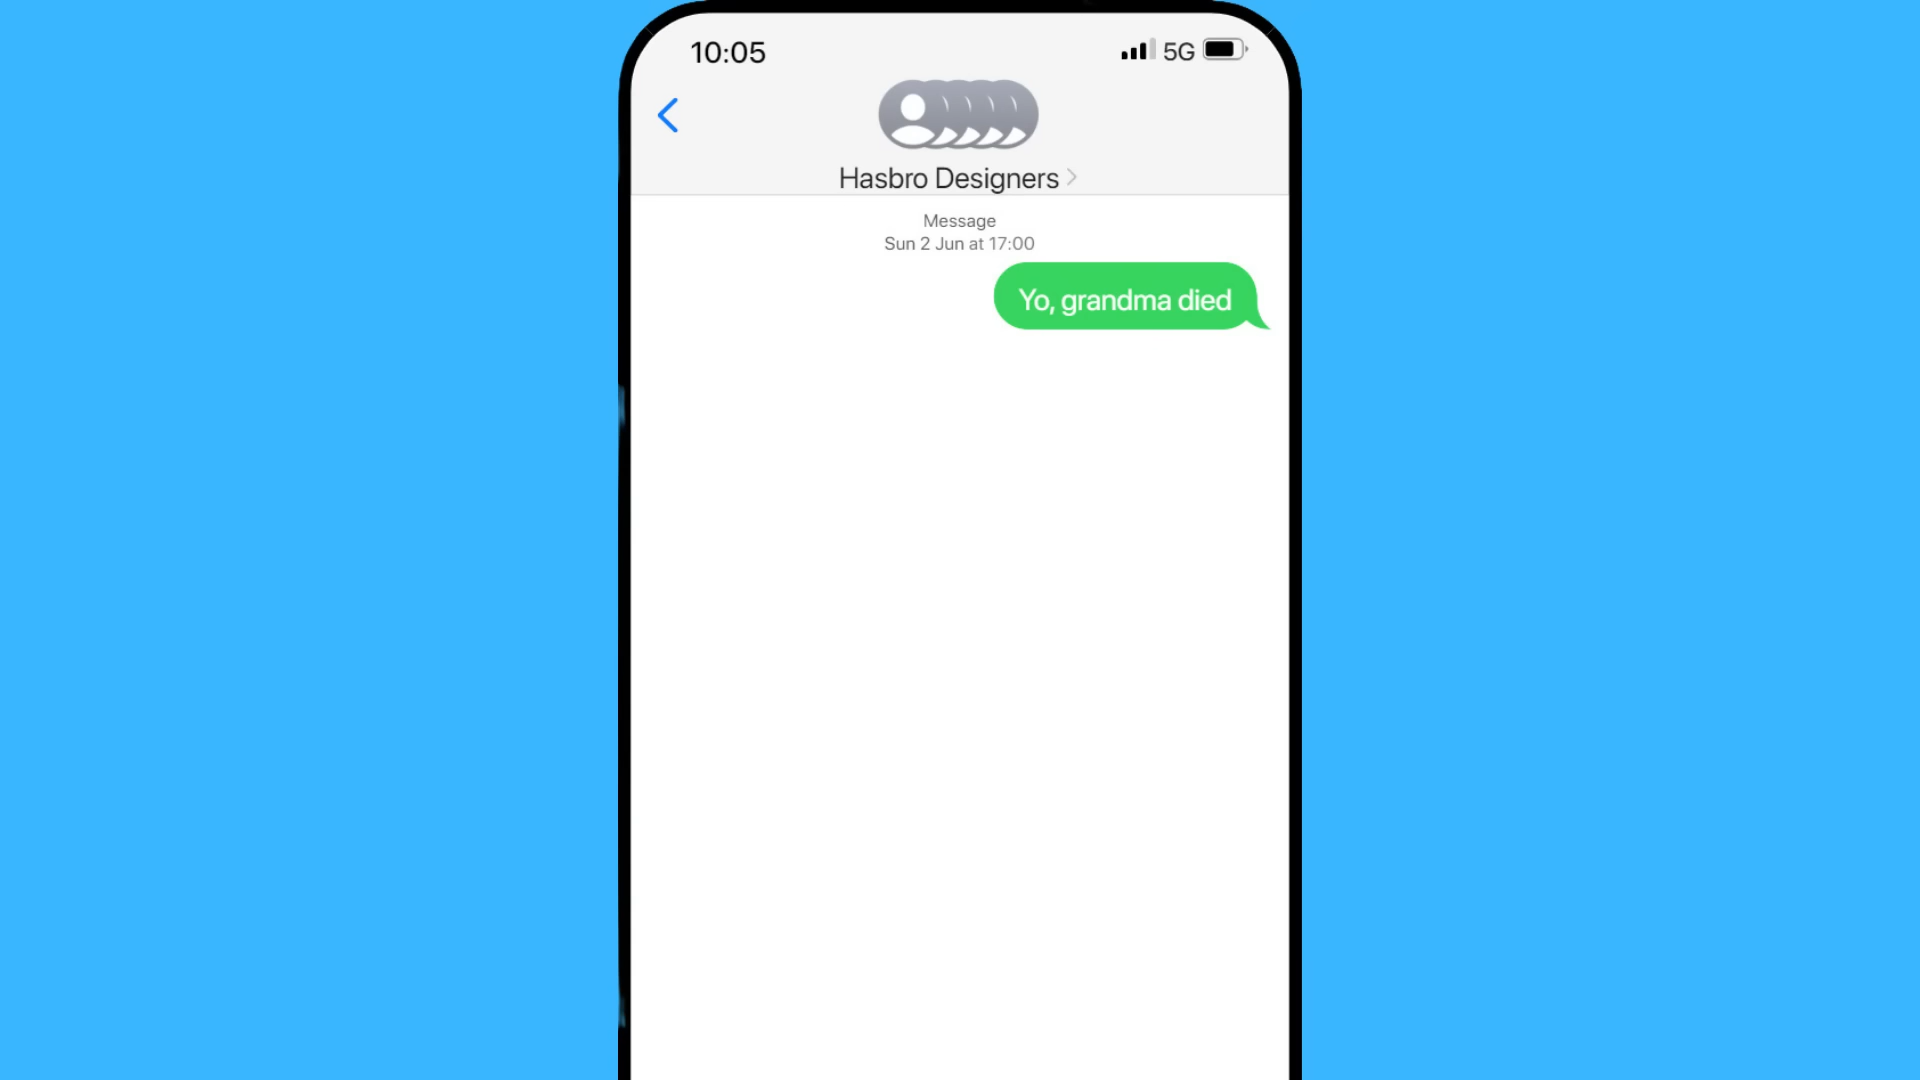 10:05
5G
Hasbro Designers
Message
Sun 2 Jun at 17:00
Yo, grandma died